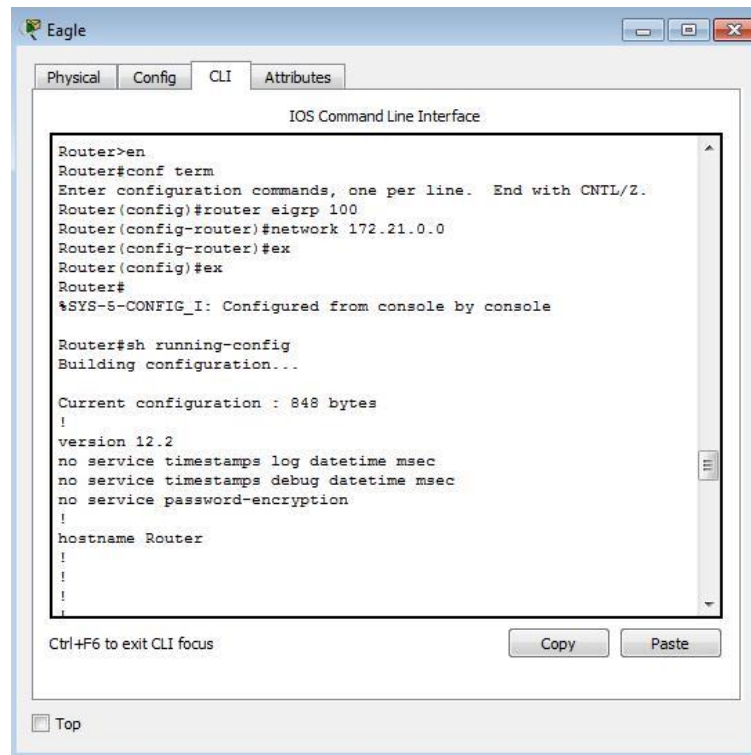 Eagle
Physical Config CLI Attributes
IOS Command Line Interface
Router>en
Router#conf term
Enter configuration commands, one per line.  End with CNTL/Z.
Router(config)#router eigrp 100
Router(config-router)#network 172.21.0.0
Router(config-router)#ex
Router(config)#ex
Router#
%SYS-5-CONFIG_I: Configured from console by console
Router#sh running-config
Building configuration...
Current configuration : 848 bytes
!
version 12.2
no service timestamps log datetime msec
no service timestamps debug datetime msec
no service password-encryption
!
hostname Router
!
!
!
!
Ctrl+F6 to exit CLI focus
Copy Paste
Top